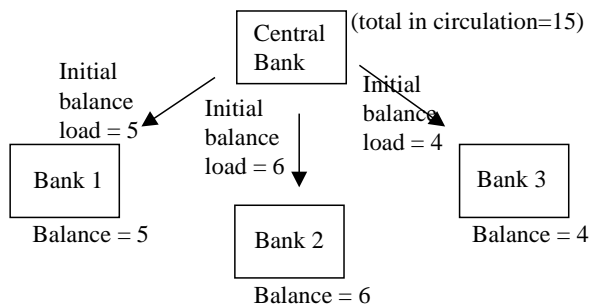 Central
Bank
(total in circulation=15)
Initial
balance
load = 5
Initial
balance
load = 6
Initial
balance
load = 4
Bank 1
Balance = 5
Bank 2
Balance = 6
Bank 3
Balance = 4